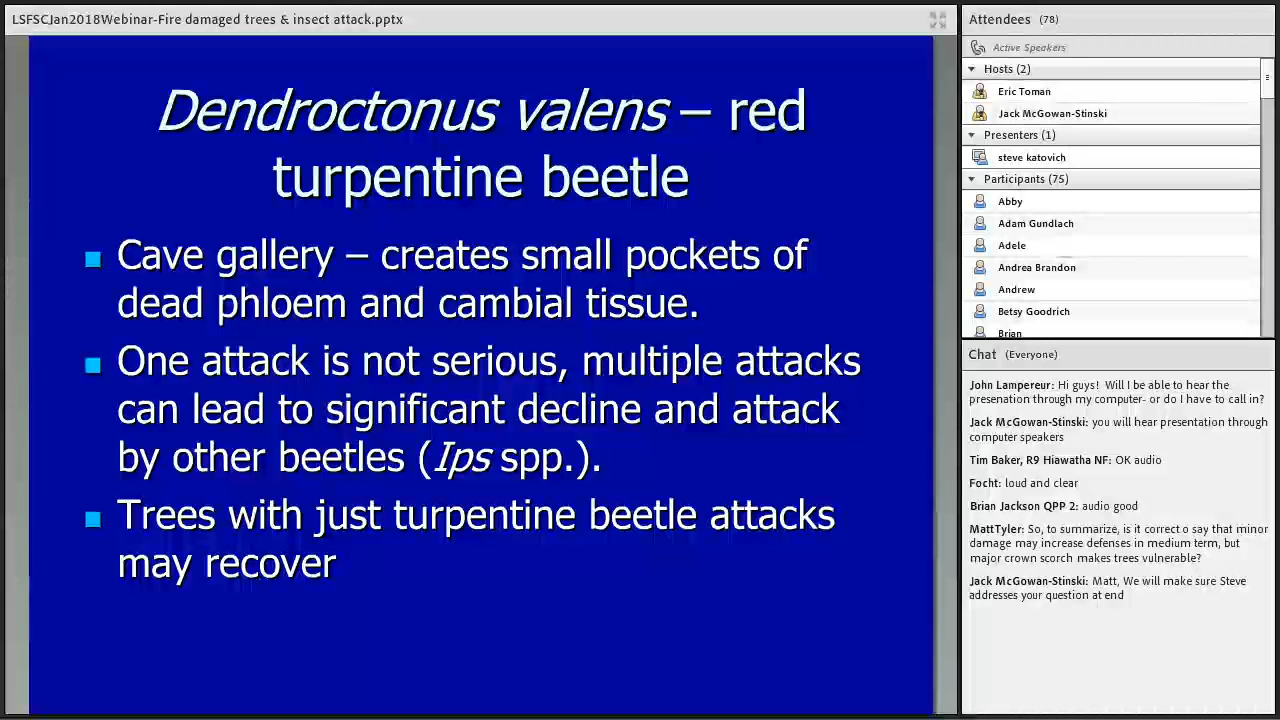 LSFSCJan2018Webinar-Fire damaged trees & insect attack.pptx
Dendroctonus valens – red
turpentine beetle
■ Cave gallery – creates small pockets of
dead phloem and cambial tissue.
■ One attack is not serious, multiple attacks
can lead to significant decline and attack
by other beetles (Ips spp.).
■ Trees with just turpentine beetle attacks
may recover
Attendees (78)
Active Speakers
Hosts (2)
Eric Toman
Jack McGowan-Stinski
Presenters (1)
steve katovich
Participants (75)
Abby
Adam Gundlach
Adele
Andrea Brandon
Andrew
Betsy Goodrich
Brian
Chat (Everyone)
John Lampereur: Hi guys! Will I be able to hear the
presenation through my computer- or do I have to call in?
Jack McGowan-Stinski: you will hear presentation through
computer speakers
Tim Baker, R9 Hiawatha NF: OK audio
Focht: loud and clear
Brian Jackson QPP 2: audio good
MattTyler: So, to summarize, is it correct o say that minor
damage may increase defenses in medium term, but
major crown scorch makes trees vulnerable?
Jack McGowan-Stinski: Matt, We will make sure Steve
addresses your question at end